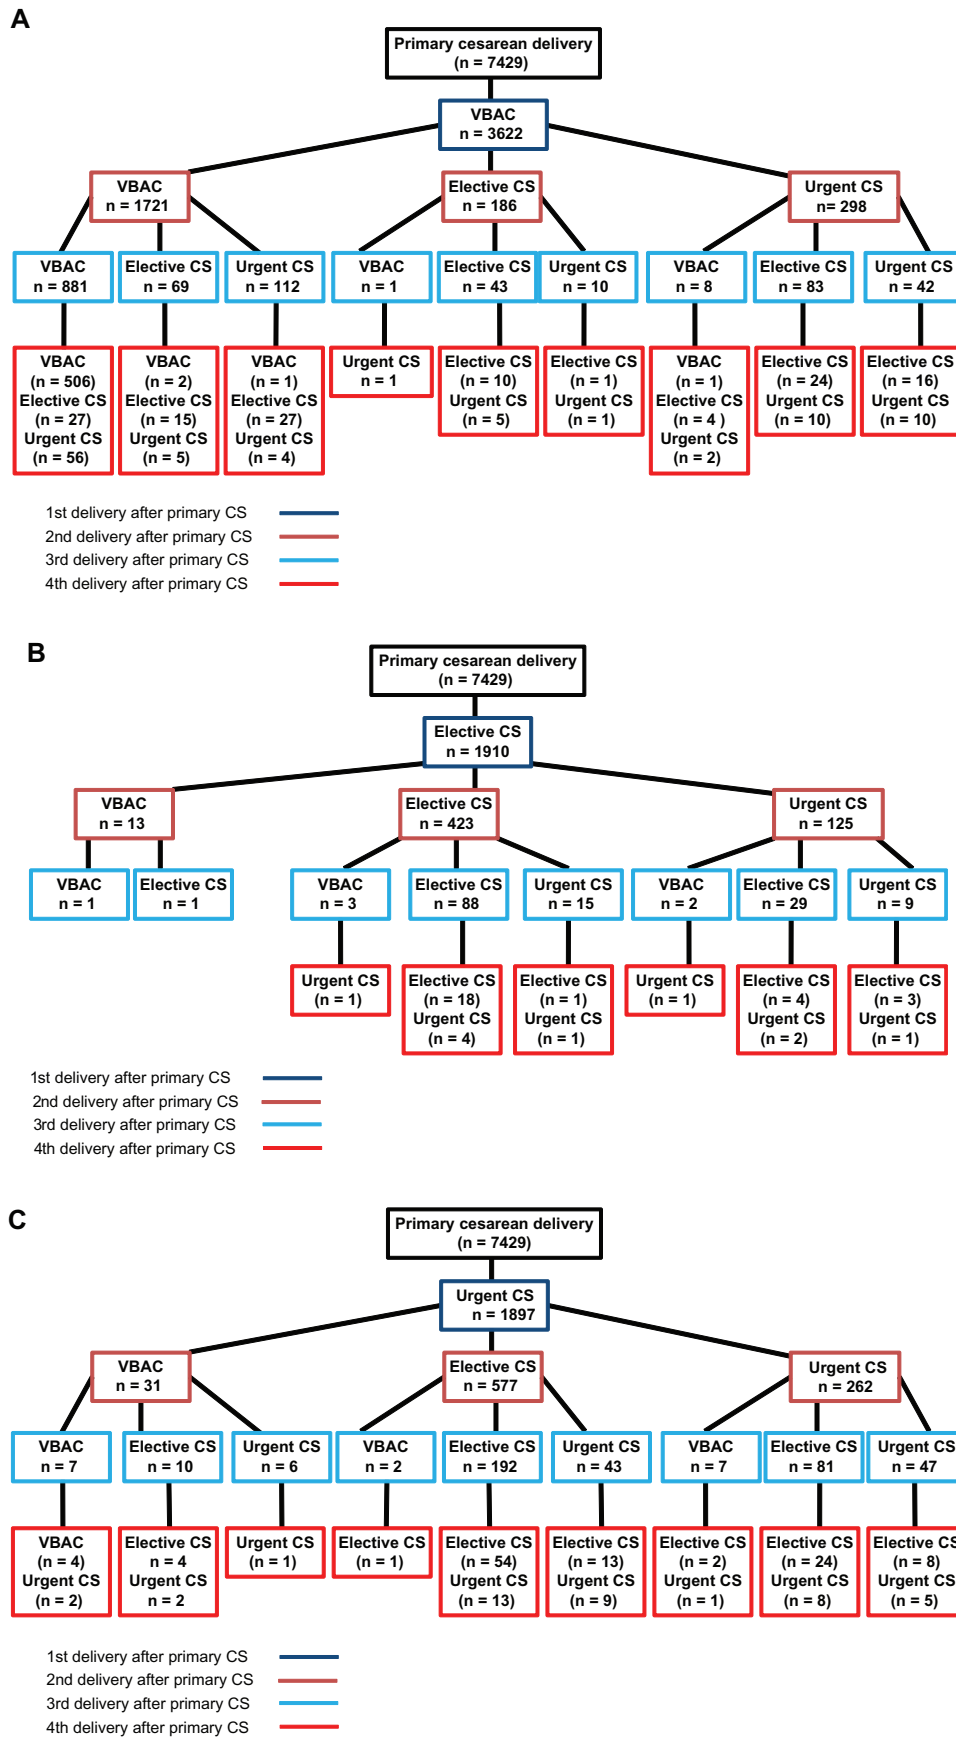 A
Primary cesarean delivery
(n = 7429)
VBAC
n = 3622
VBAC
n = 1721
Elective CS
n = 186
Urgent CS
n= 298
VBAC
n = 881
Elective CS
n = 69
Urgent CS
n = 112
VBAC
n = 1
Elective CS
n = 43
Urgent CS
n = 10
VBAC
n = 8
Elective CS
n = 83
Urgent CS
n = 42
VBAC
(n = 506)
Elective CS
(n = 27)
Urgent CS
(n = 56)
VBAC
(n = 2)
Elective CS
(n = 15)
Urgent CS
(n = 5)
VBAC
(n = 1)
Elective CS
(n = 27)
Urgent CS
(n = 4)
Urgent CS
n = 1
Elective CS
(n = 10)
Urgent CS
(n = 5)
Elective CS
(n = 1)
Urgent CS
(n = 1)
VBAC
(n = 1)
Elective CS
(n = 4 )
Urgent CS
(n = 2)
Elective CS
(n = 24)
Urgent CS
(n = 10)
Elective CS
(n = 16)
Urgent CS
(n = 10)
1st delivery after primary CS
2nd delivery after primary CS
3rd delivery after primary CS
4th delivery after primary CS
B
Primary cesarean delivery
(n = 7429)
Elective CS
n = 1910
VBAC
n = 13
Elective CS
n = 423
Urgent CS
n = 125
VBAC
n = 1
Elective CS
n = 1
VBAC
n = 3
Elective CS
n = 88
Urgent CS
n = 15
VBAC
n = 2
Elective CS
n = 29
Urgent CS
n = 9
Urgent CS
(n = 1)
Elective CS
(n = 18)
Urgent CS
(n = 4)
Elective CS
(n = 1)
Urgent CS
(n = 1)
Urgent CS
(n = 1)
Elective CS
(n = 4)
Urgent CS
(n = 2)
Elective CS
(n = 3)
Urgent CS
(n = 1)
1st delivery after primary CS
2nd delivery after primary CS
3rd delivery after primary CS
4th delivery after primary CS
C
Primary cesarean delivery
(n = 7429)
Urgent CS
n = 1897
VBAC
n = 31
Elective CS
n = 577
Urgent CS
n = 262
VBAC
n = 7
Elective CS
n = 10
Urgent CS
n = 6
VBAC
n = 2
Elective CS
n = 192
Urgent CS
n = 43
VBAC
n = 7
Elective CS
n = 81
Urgent CS
n = 47
VBAC
(n = 4)
Urgent CS
(n = 2)
Elective CS
n = 4
Urgent CS
n = 2
Urgent CS
(n = 1)
Elective CS
(n = 1)
Elective CS
(n = 54)
Urgent CS
(n = 13)
Elective CS
(n = 13)
Urgent CS
(n = 9)
Elective CS
(n = 2)
Urgent CS
(n = 1)
Elective CS
(n = 24)
Urgent CS
(n = 8)
Elective CS
(n = 8)
Urgent CS
(n = 5)
1st delivery after primary CS
2nd delivery after primary CS
3rd delivery after primary CS
4th delivery after primary CS